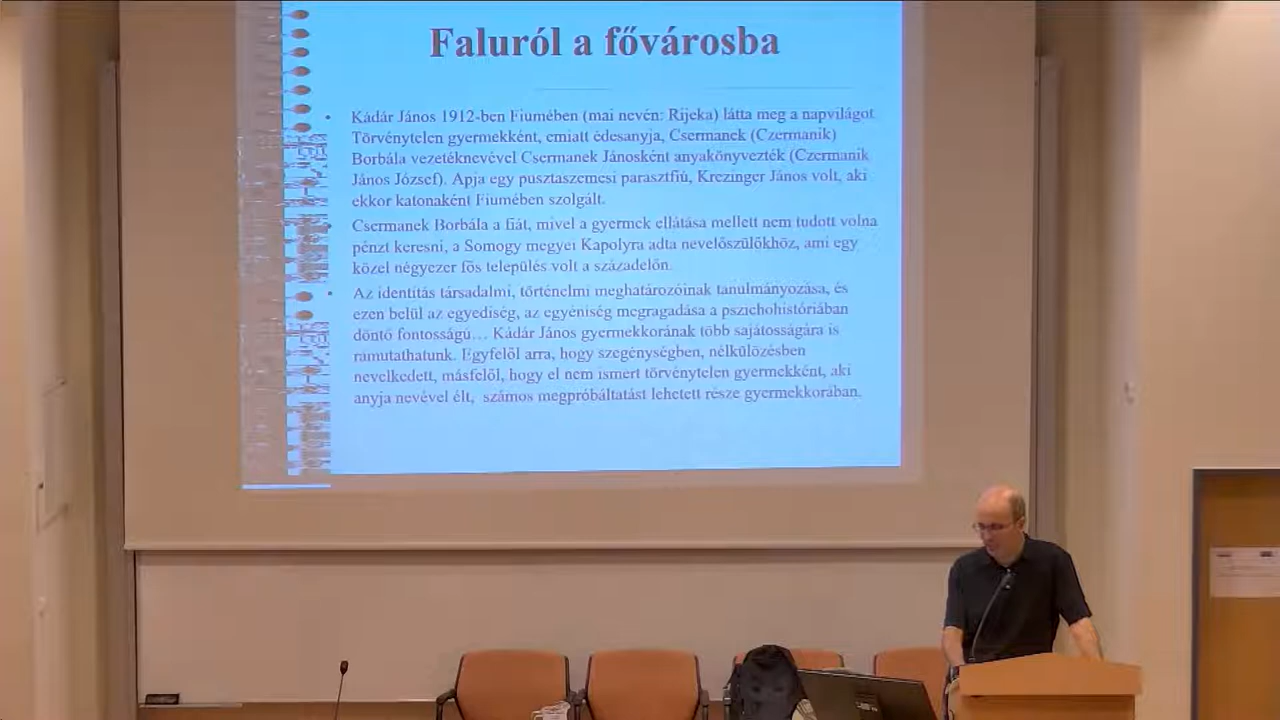 Faluról a fővárosba
• Kádár János 1912-ben Fiumében (mai nevén: Rijeka) látta meg a napvilágot
Törvénytelen gyermekként, emiatt édesanyja, Csermanek (Czermanik)
Borbála vezetéknevével Csermanek Jánosként anyakönyvezték (Czermanik
János József). Apja egy pusztaszemesi parasztfiú, Krezinger János volt, aki
ekkor katonaként Fiumében szolgált.
• Csermanek Borbála a fiát, mivel a gyermek ellátása mellett nem tudott volna
pénzt keresni, a Somogy megyei Kapolyra adta nevelőszülőkhöz, ami egy
közel négyezer fős település volt a századelőn.
• Az identitás társadalmi, történelmi meghatározóinak tanulmányozása, és
ezen belül az egyediség, az egyéniség megragadása a pszichohistóriában
döntő fontosságú… Kádár János gyermekkorának több sajátosságára is
rámutathatunk. Egyfelől arra, hogy szegénységben, nélkülözésben
nevelkedett, másfelől, hogy el nem ismert törvénytelen gyermekként, aki
anyja nevével élt, számos megpróbáltatást lehetett része gyermekkorában.